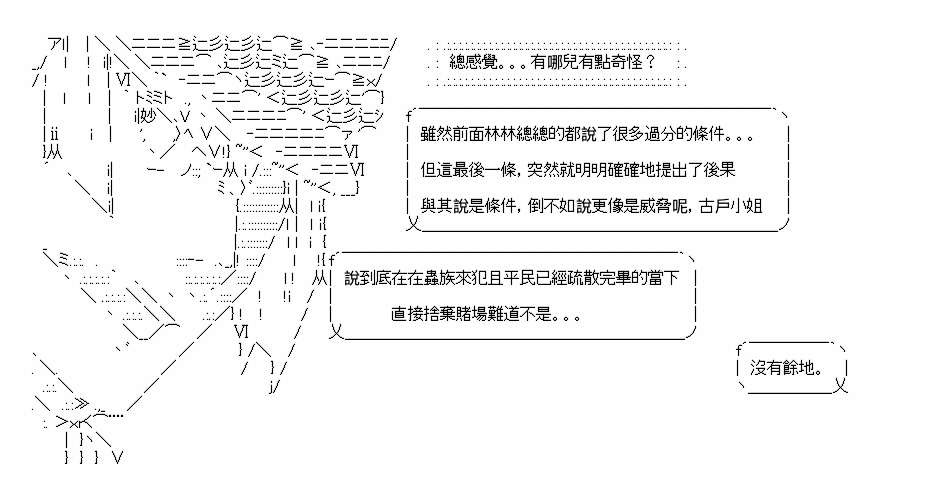 總感覺。。。有哪兒有點奇怪？
雖然前面林林總總的都說了很多過分的條件。。。
但這最後一條，突然就明明確確地提出了後果
與其說是條件，倒不如說更像是威脅呢，古戶小姐
說到底在在蟲族來犯且平民已經疏散完畢的當下
直接捨棄賭場難道不是。。。
沒有餘地。